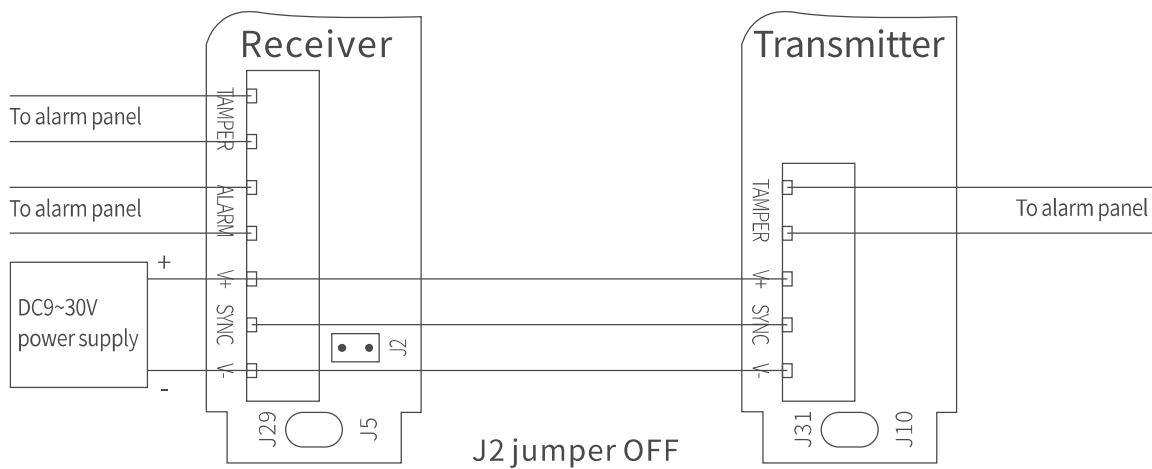 Receiver
Transmitter
TAMPER
To alarm panel
ALARM
To alarm panel
TAMPER
To alarm panel
+
V+
V+
DC9~30V
power supply
SYNC
SYNC
J2
V-
V-
-
J29
J5
J31
J10
J2 jumper OFF